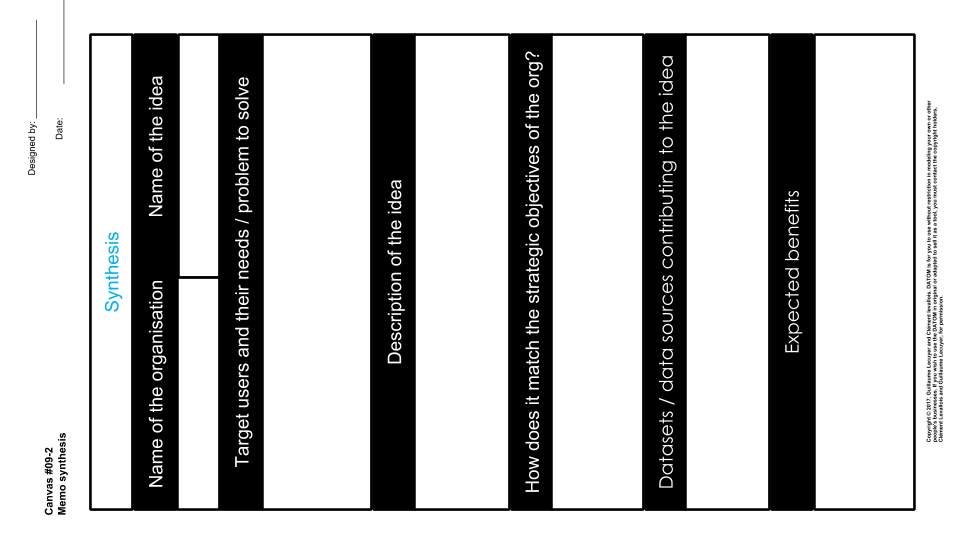 Canvas #09-2
Memo synthesis
Designed by:
Date:
Synthesis
Name of the organisation
Name of the idea
Target users and their needs / problem to solve
Description of the idea
How does it match the strategic objectives of the org?
Datasets / data sources contributing to the idea
Expected benefits
Copyright © 2017, Guillaume Lecuyer and Clement levallois. DATOM is for you to use without restriction in modeling your own or other
people's businesses. If you wish to use the DATOM in original or adapted to sell it as a tool, you must contact the copyright holders,
Clement Levallois and Guillaume Lecuyer, for permission.